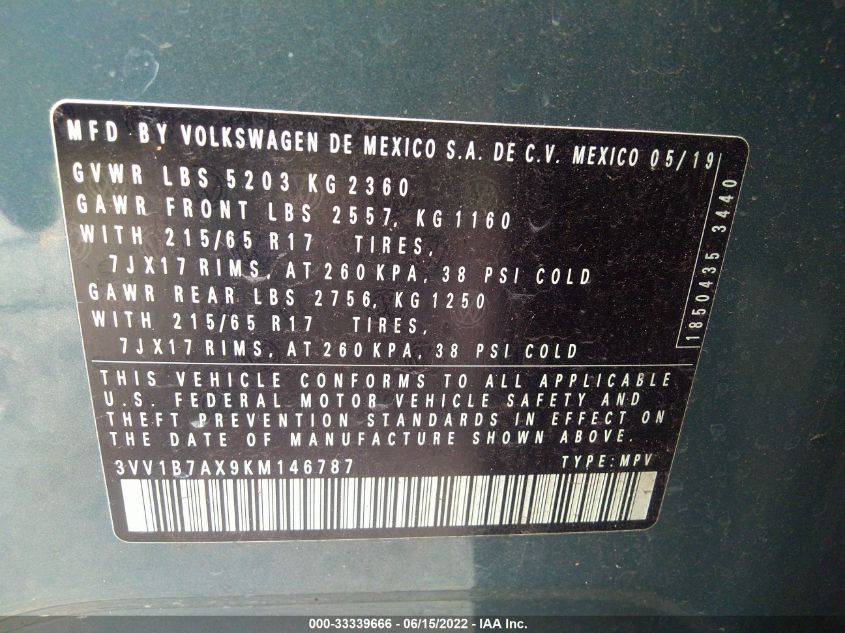 MFD BY VOLKSWAGEN DE MEXICO S.A. DE C.V. MEXICO 05/19
GVWR LBS 5203 KG 2360
GAWR FRONT LBS 2557, KG 1160
WITH 215/65 R17 TIRES,
7JX17 RIMS, AT 260 KPA, 38 PSI COLD
GAWR REAR LBS 2756, KG 1250
WITH 215/65 R17 TIRES,
7JX17 RIMS, AT 260 KPA, 38 PSI COLD
1850435 3440
THIS VEHICLE CONFORMS TO ALL APPLICABLE
U.S. FEDERAL MOTOR VEHICLE SAFETY AND
THEFT PREVENTION STANDARDS IN EFFECT ON
THE DATE OF MANUFACTURE SHOWN ABOVE.
3VV1B7AX9KM146787 TYPE: MPV
000-33339666 - 06/15/2022 - IAA Inc.